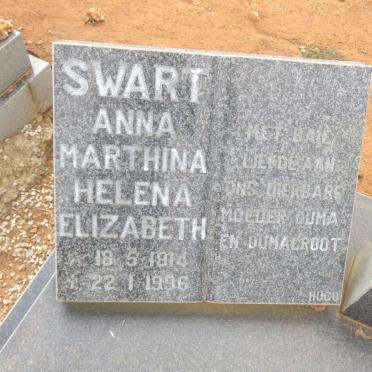 SWART
ANNA
MARTHINA
HELENA
ELIZABETH
* 19·5·1914
† 22·1·1996
MET BAIE
LIEFDE AAN
ONS DIERBARE
MOEDER OUMA
EN OUMAGROOT
HUGO